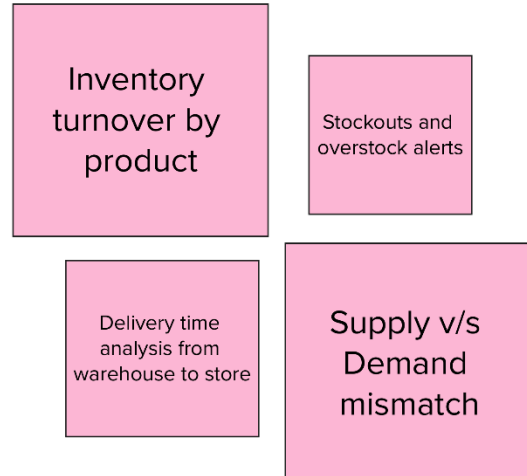 Inventory
turnover by
product
Stockouts and
overstock alerts
Delivery time
analysis from
warehouse to store
Supply v/s
Demand
mismatch